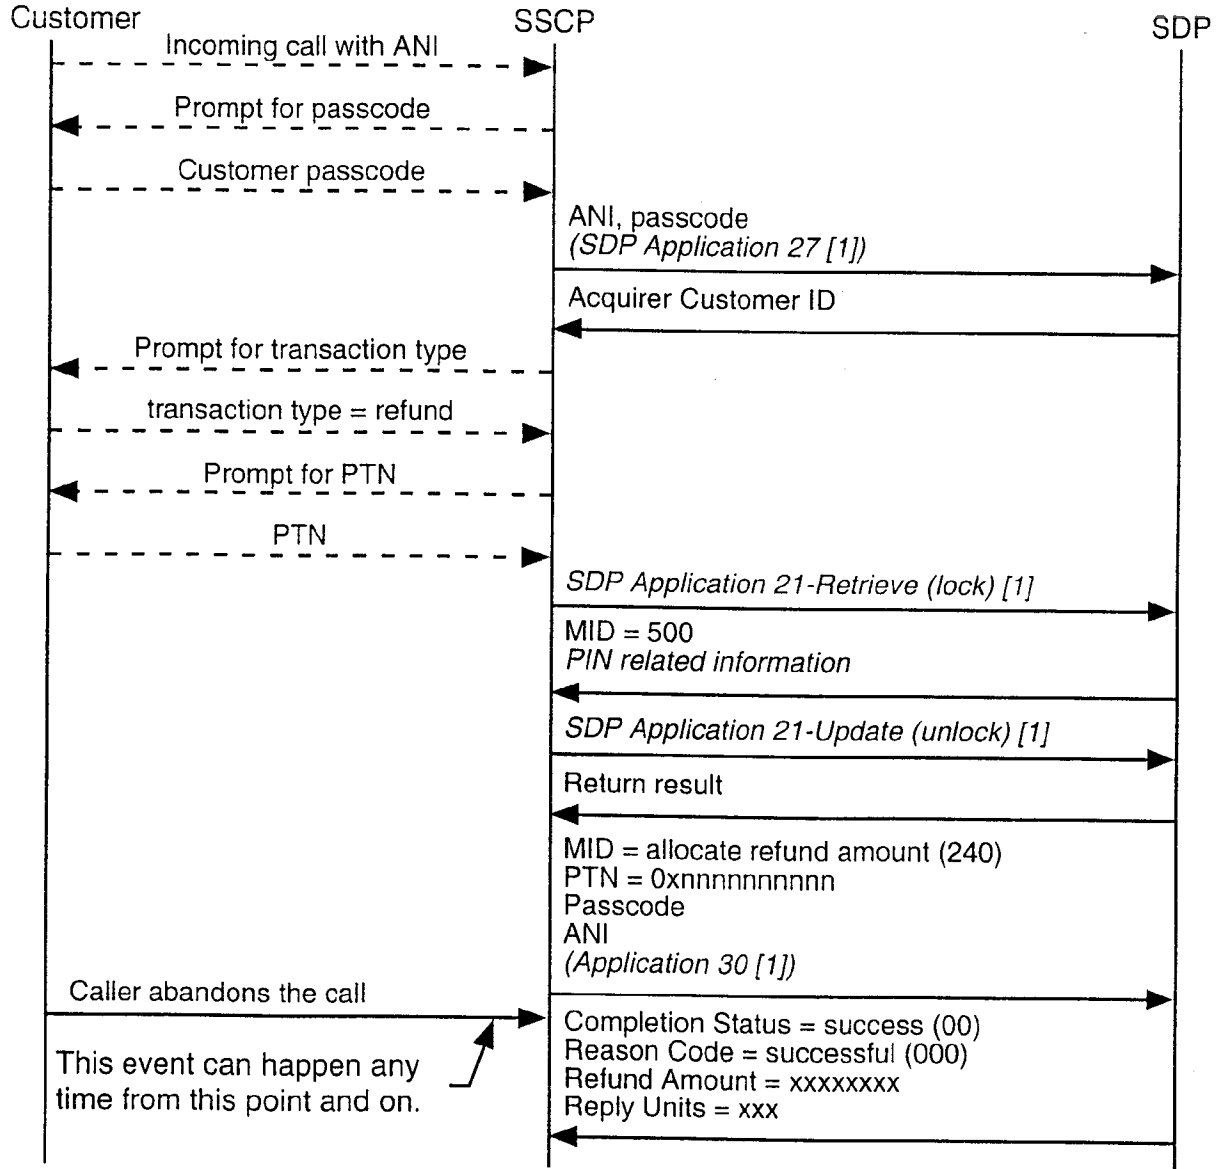 Customer
SSCP
SDP
Incoming call with ANI
Prompt for passcode
Customer passcode
ANI, passcode
(SDP Application 27 [1])
Acquirer Customer ID
Prompt for transaction type
transaction type = refund
Prompt for PTN
PTN
SDP Application 21-Retrieve (lock) [1]
MID = 500
PIN related information
SDP Application 21-Update (unlock) [1]
Return result
MID = allocate refund amount (240)
PTN = 0xnnnnnnnnnnn
Passcode
ANI
(Application 30 [1])
Caller abandons the call
Completion Status = success (00)
Reason Code = successful (000)
Refund Amount = xxxxxxxx
Reply Units = xxx
This event can happen any
time from this point and on.